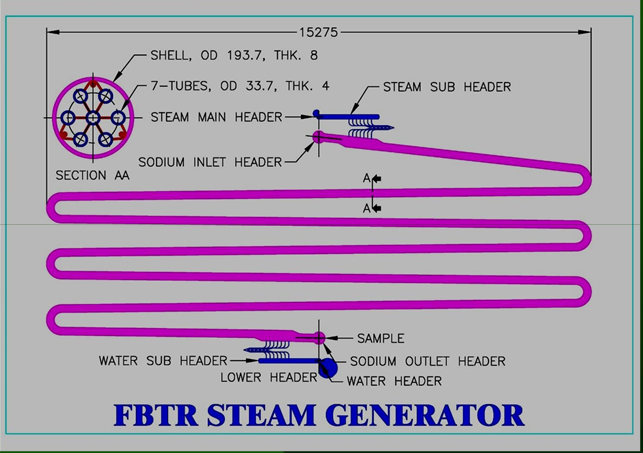 15275
SHELL, OD 193.7, THK. 8
7-TUBES, OD 33.7, THK. 4
STEAM SUB HEADER
STEAM MAIN HEADER
SODIUM INLET HEADER
SECTION AA
A
A
SAMPLE
WATER SUB HEADER
SODIUM OUTLET HEADER
LOWER HEADER
WATER HEADER
FBTR STEAM GENERATOR